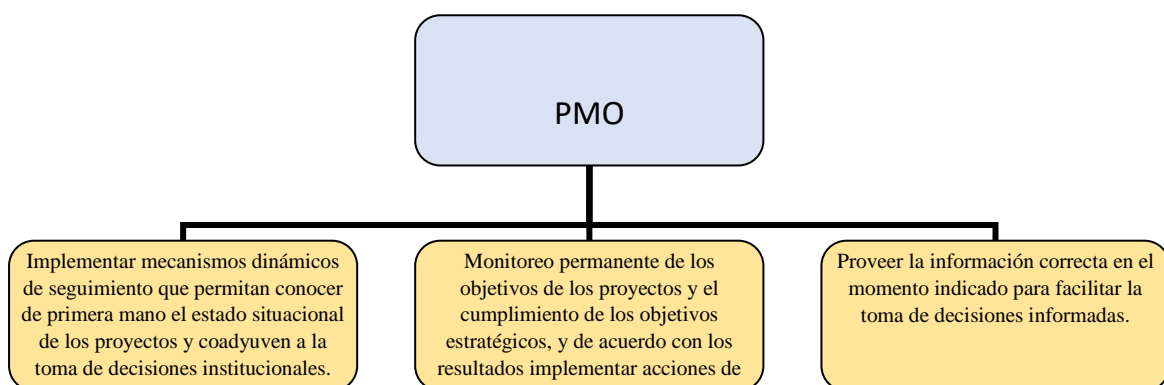 PMO
Implementar mecanismos dinámicos
de seguimiento que permitan conocer
de primera mano el estado situacional
de los proyectos y coadyuven a la
toma de decisiones institucionales.
Monitoreo permanente de los
objetivos de los proyectos y el
cumplimiento de los objetivos
estratégicos, y de acuerdo con los
resultados implementar acciones de
Proveer la información correcta en el
momento indicado para facilitar la
toma de decisiones informadas.